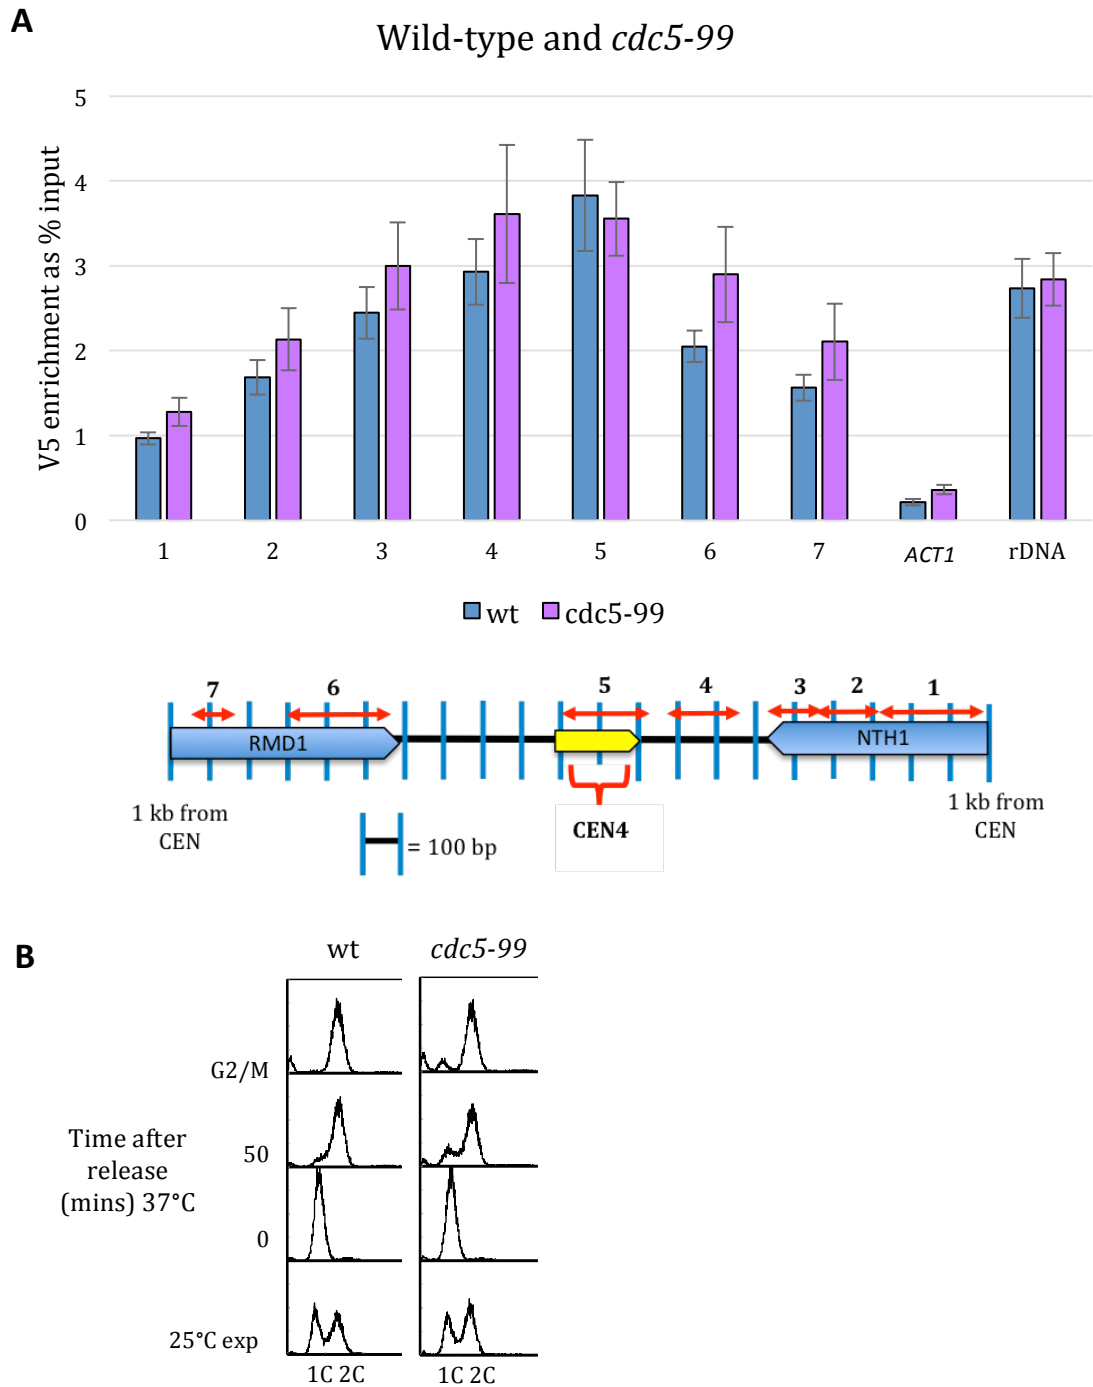 A
Wild-type and cdc5-99
V5 enrichment as % input
5
4
3
2
1
0
1 2 3 4 5 6 7 ACT1 rDNA
wt cdc5-99
7 6 5 4 3 2 1
RMD1 NTH1
1 kb from
CEN
CEN4
1 kb from
CEN
= 100 bp
B
wt cdc5-99
G2/M
Time after
release
(mins) 37°C
50
0
25°C exp
1C 2C 1C 2C